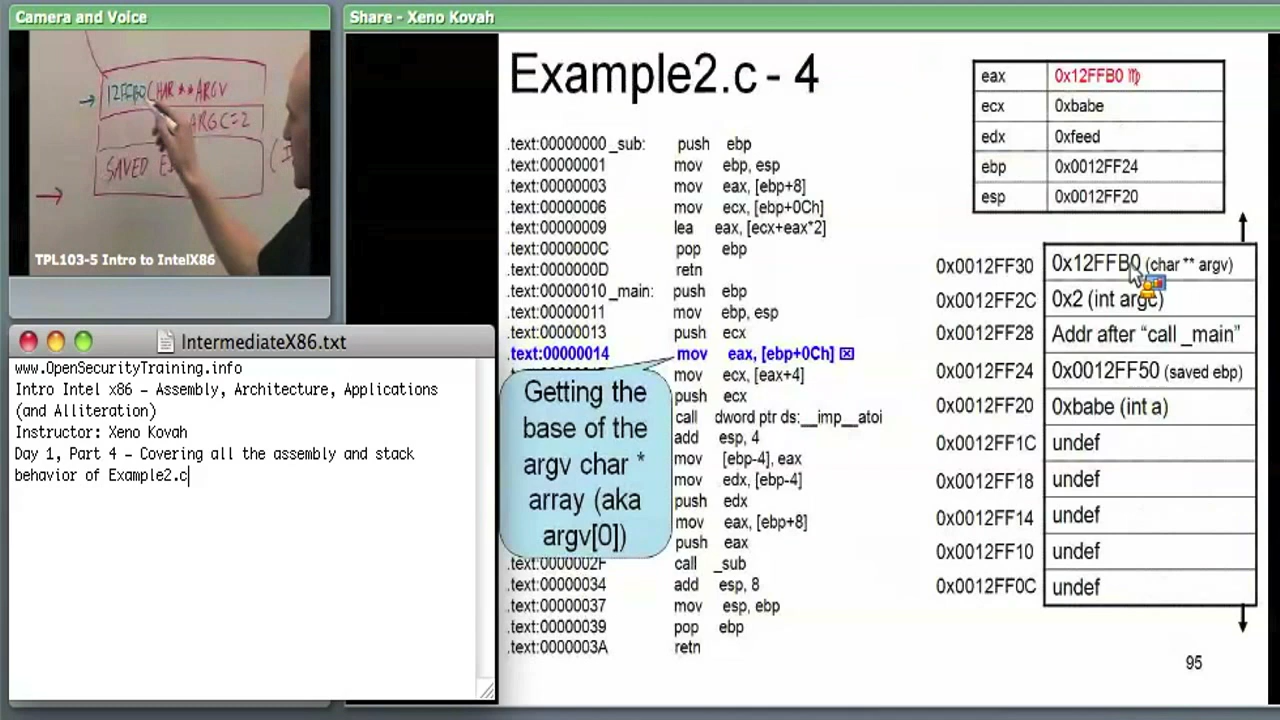 Camera and Voice
12FFB0 CHAR **ARGV
ARGC=2
SAVED
TPL103-5 Intro to IntelX86
IntermediateX86.txt
www.OpenSecurityTraining.info
Intro Intel x86 – Assembly, Architecture, Applications
(and Alliteration)
Instructor: Xeno Kovah
Day 1, Part 4 – Covering all the assembly and stack
behavior of Example2.c
Share - Xeno Kovah
Example2.c - 4
.text:00000000 _sub: push ebp
.text:00000001 mov ebp, esp
.text:00000003 mov eax, [ebp+8]
.text:00000006 mov ecx, [ebp+0Ch]
.text:00000009 lea eax, [ecx+eax*2]
.text:0000000C pop ebp
.text:0000000D retn
.text:00000010 _main: push ebp
.text:00000011 mov ebp, esp
.text:00000013 push ecx
.text:00000014 mov eax, [ebp+0Ch] ☒
mov ecx, [eax+4]
push ecx
call dword ptr ds:__imp__atoi
add esp, 4
mov [ebp-4], eax
mov edx, [ebp-4]
push edx
mov eax, [ebp+8]
push eax
.text:0000002F call _sub
.text:00000034 add esp, 8
.text:00000037 mov esp, ebp
.text:00000039 pop ebp
.text:0000003A retn
Getting the
base of the
argv char *
array (aka
argv[0])
eax 0x12FFB0 ♍
ecx 0xbabe
edx 0xfeed
ebp 0x0012FF24
esp 0x0012FF20
0x0012FF30 0x12FFB0 (char ** argv)
0x0012FF2C 0x2 (int argc)
0x0012FF28 Addr after “call _main”
0x0012FF24 0x0012FF50 (saved ebp)
0x0012FF20 0xbabe (int a)
0x0012FF1C undef
0x0012FF18 undef
0x0012FF14 undef
0x0012FF10 undef
0x0012FF0C undef
95